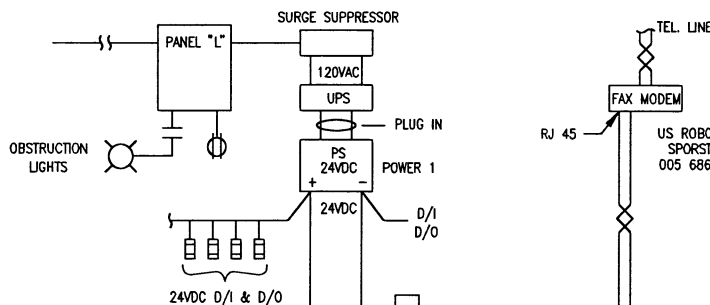 SURGE SUPPRESSOR
PANEL "L"
120VAC
UPS
PLUG IN
OBSTRUCTION
LIGHTS
PS
24VDC
POWER 1
+ −
24VDC
D/I
D/O
24VDC D/I & D/O
TEL. LINE
FAX MODEM
RJ 45
US ROBO
SPORST
005 686